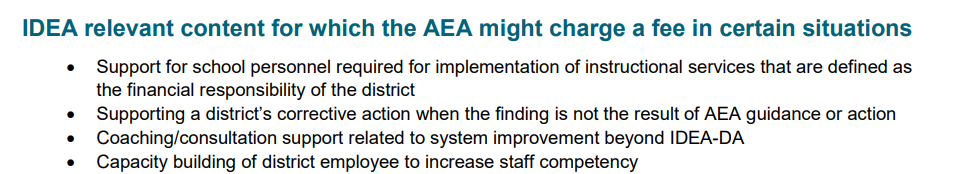 IDEA relevant content for which the AEA might charge a fee in certain situations
• Support for school personnel required for implementation of instructional services that are defined as
the financial responsibility of the district
• Supporting a district's corrective action when the finding is not the result of AEA guidance or action
• Coaching/consultation support related to system improvement beyond IDEA-DA
• Capacity building of district employee to increase staff competency